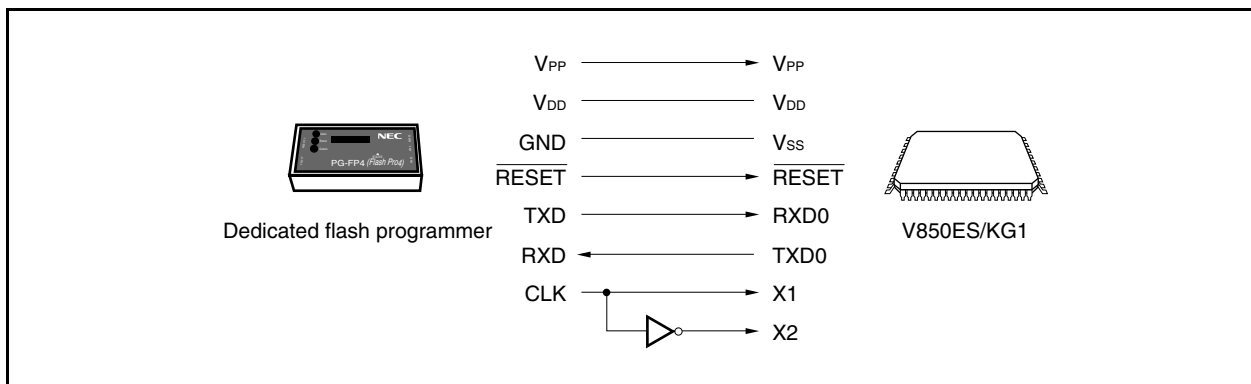 VPP VPP
VDD VDD
GND VSS
RESET RESET
TXD RXD0
RXD TXD0
CLK X1
X2
NEC
PG-FP4 (Flash Pro4)
Dedicated flash programmer
V850ES/KG1